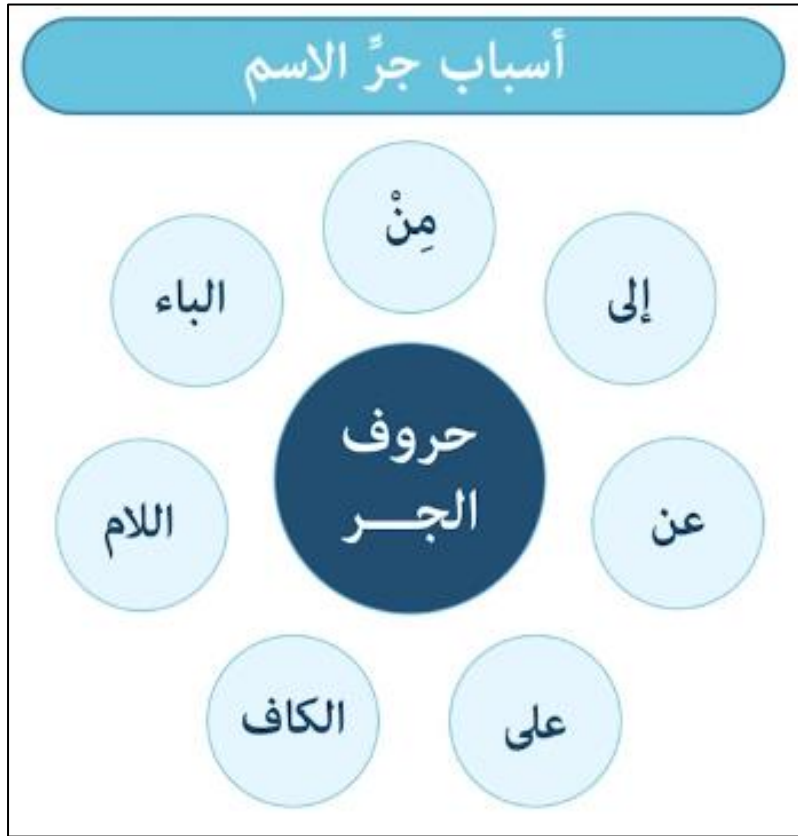 أسباب جرِّ الاسم
مِنْ
إلى
الباء
حروف
الجـــر
عن
اللام
على
الكاف